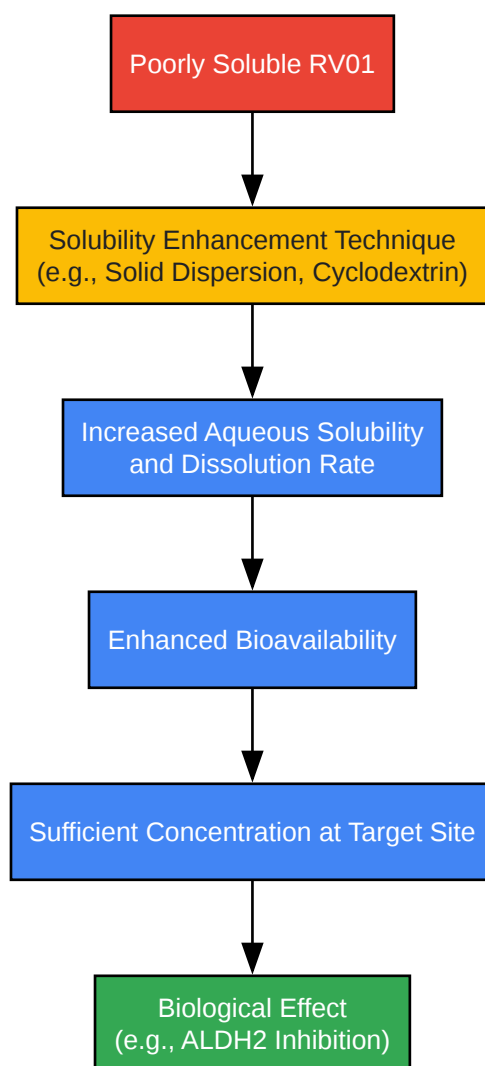 Poorly Soluble RV01
Solubility Enhancement Technique
(e.g., Solid Dispersion, Cyclodextrin)
Increased Aqueous Solubility
and Dissolution Rate
Enhanced Bioavailability
Sufficient Concentration at Target Site
Biological Effect
(e.g., ALDH2 Inhibition)